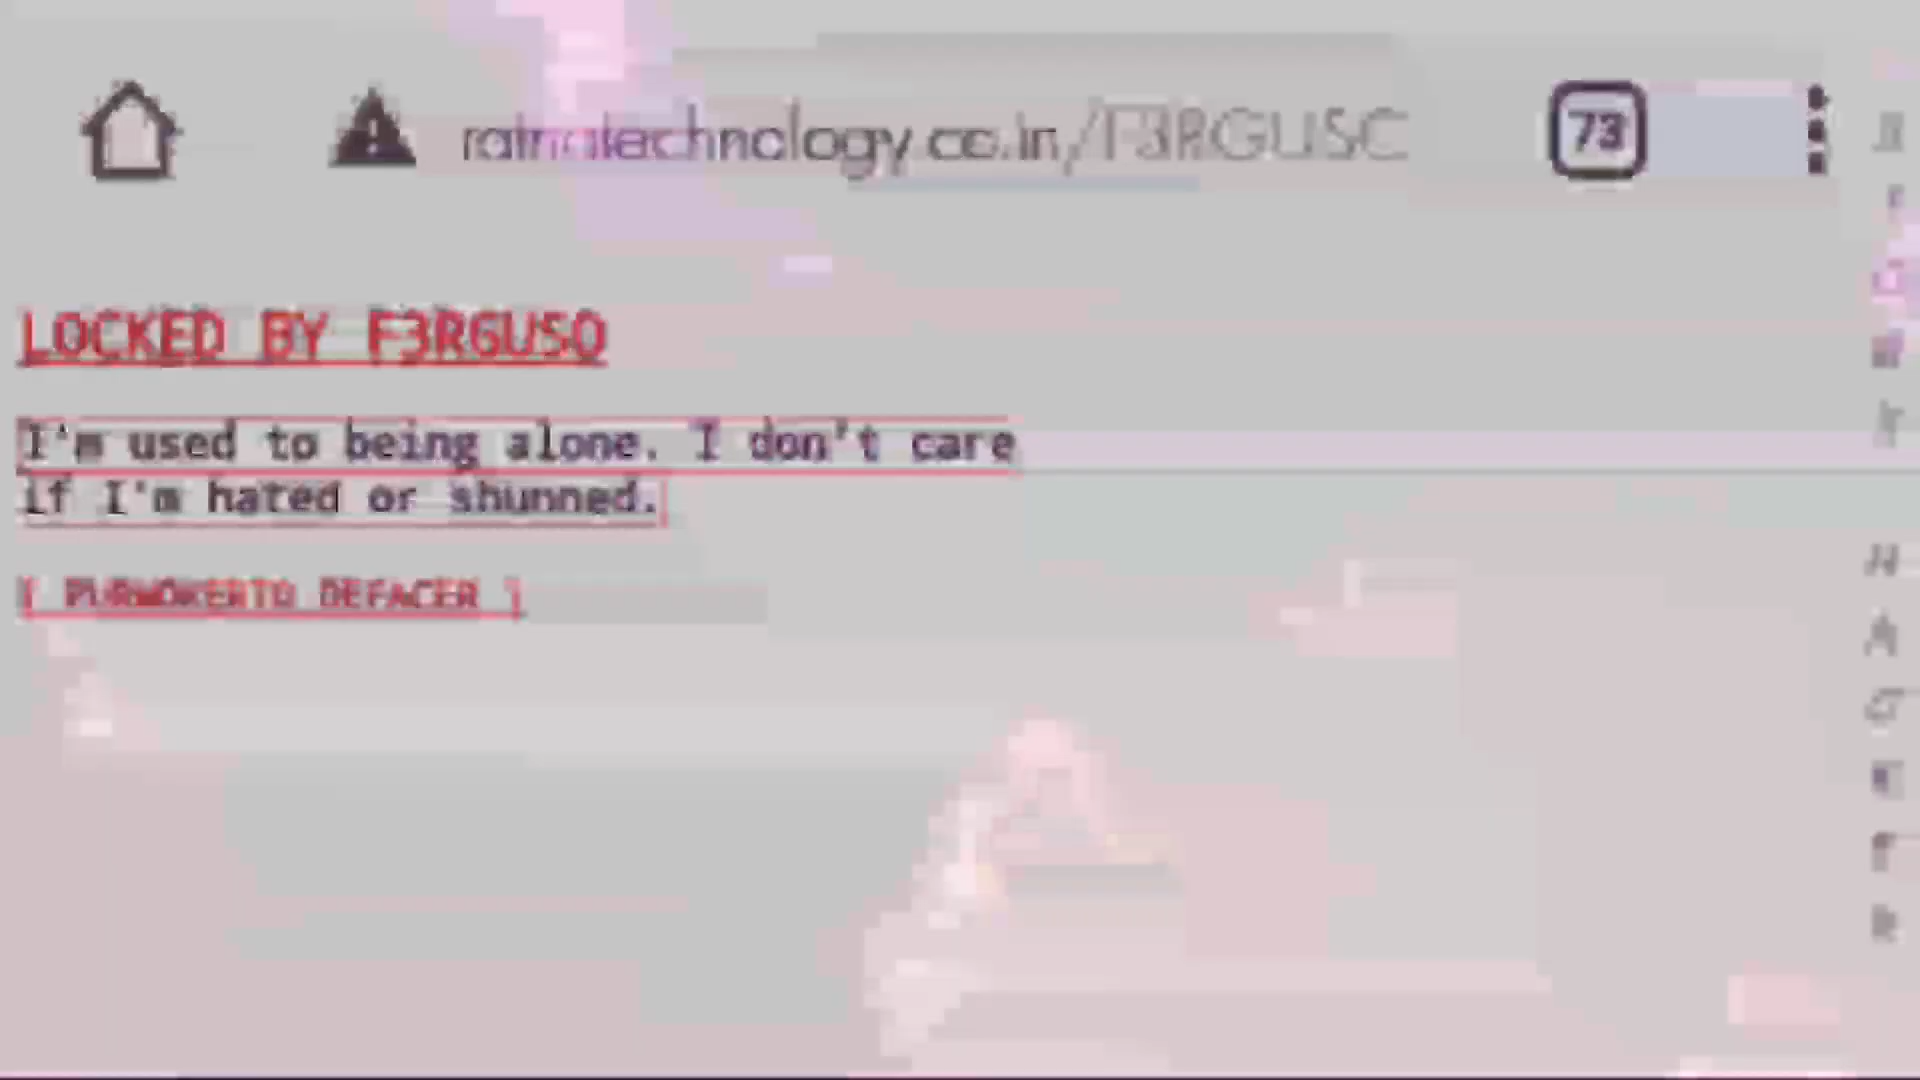 ratnatechnology.co.in/F3RGUSO
73
LOCKED BY F3RGUSO
I'm used to being alone. I don't care
if I'm hated or shunned.
[ PURWOKERTO DEFACER ]